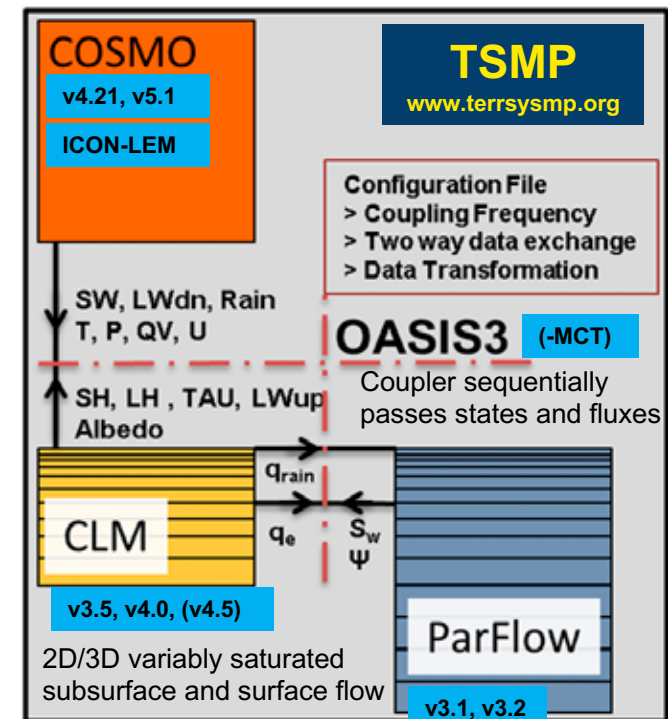 COSMO
v4.21, v5.1
ICON-LEM
TSMP
www.terrsysmp.org
Configuration File
> Coupling Frequency
> Two way data exchange
> Data Transformation
SW, LWdn, Rain
T, P, QV, U
OASIS3 (-MCT)
Coupler sequentially
passes states and fluxes
SH, LH , TAU, LWup
Albedo
qrain
qe
Sw
Ψ
CLM
v3.5, v4.0, (v4.5)
ParFlow
v3.1, v3.2
2D/3D variably saturated
subsurface and surface flow